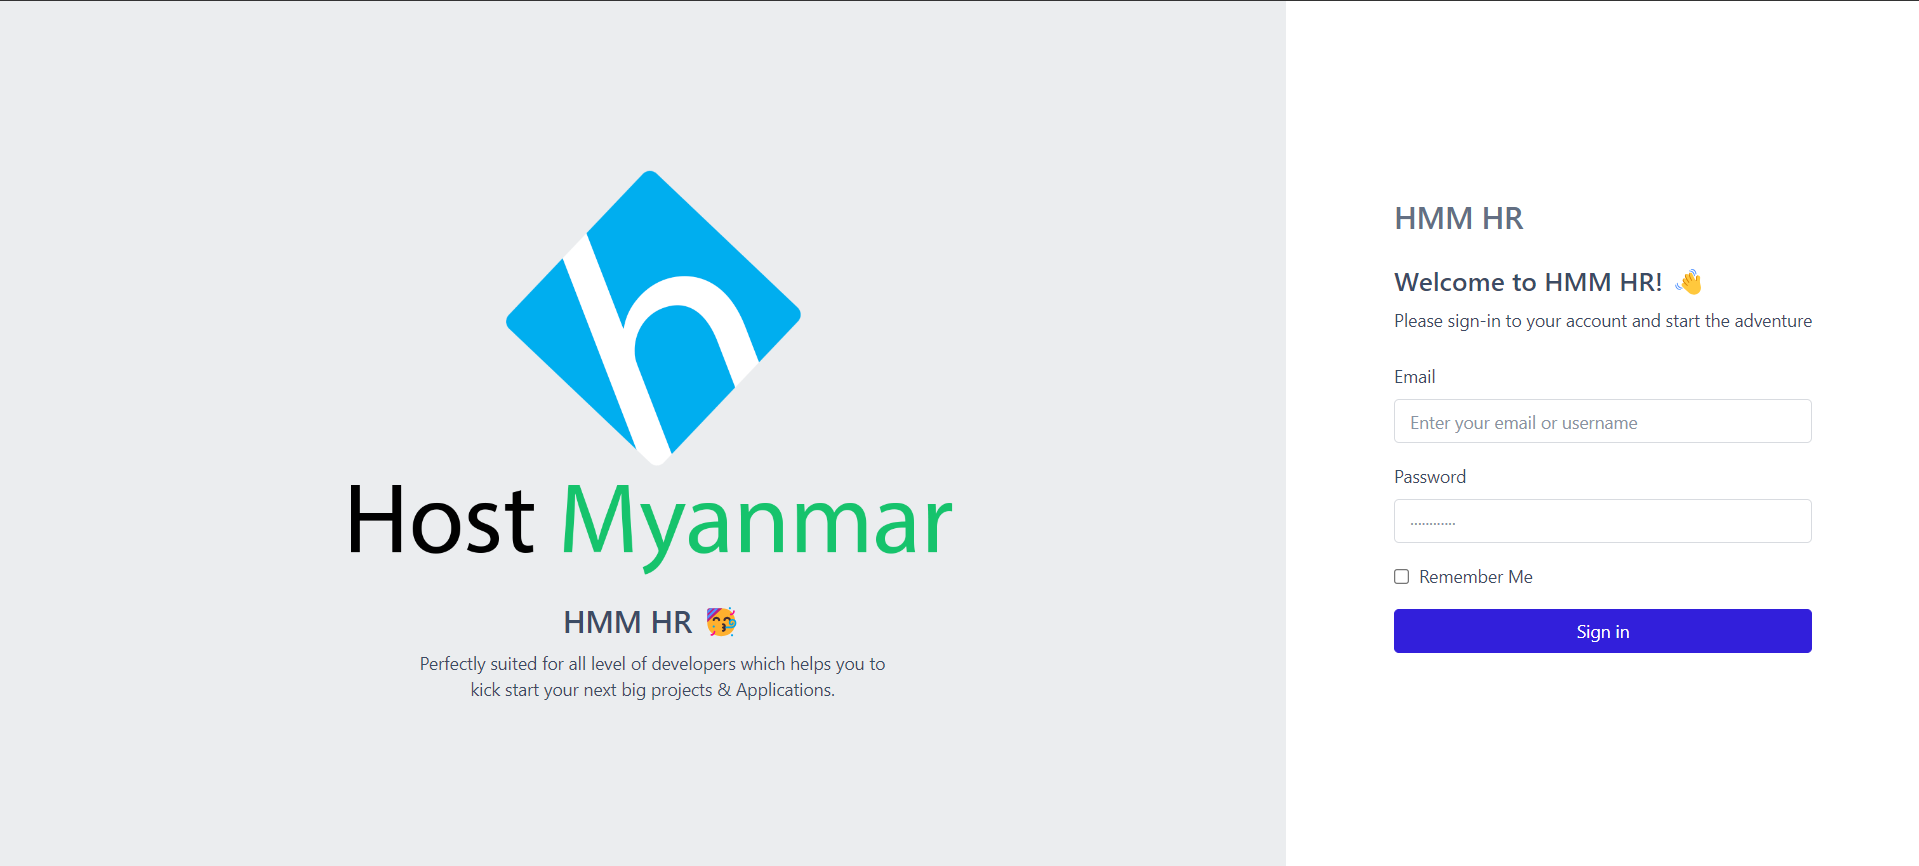 Host Myanmar
HMM HR 🥳
Perfectly suited for all level of developers which helps you to
kick start your next big projects & Applications.
HMM HR
Welcome to HMM HR! 👋
Please sign-in to your account and start the adventure
Email
Enter your email or username
Password
············
Remember Me
Sign in